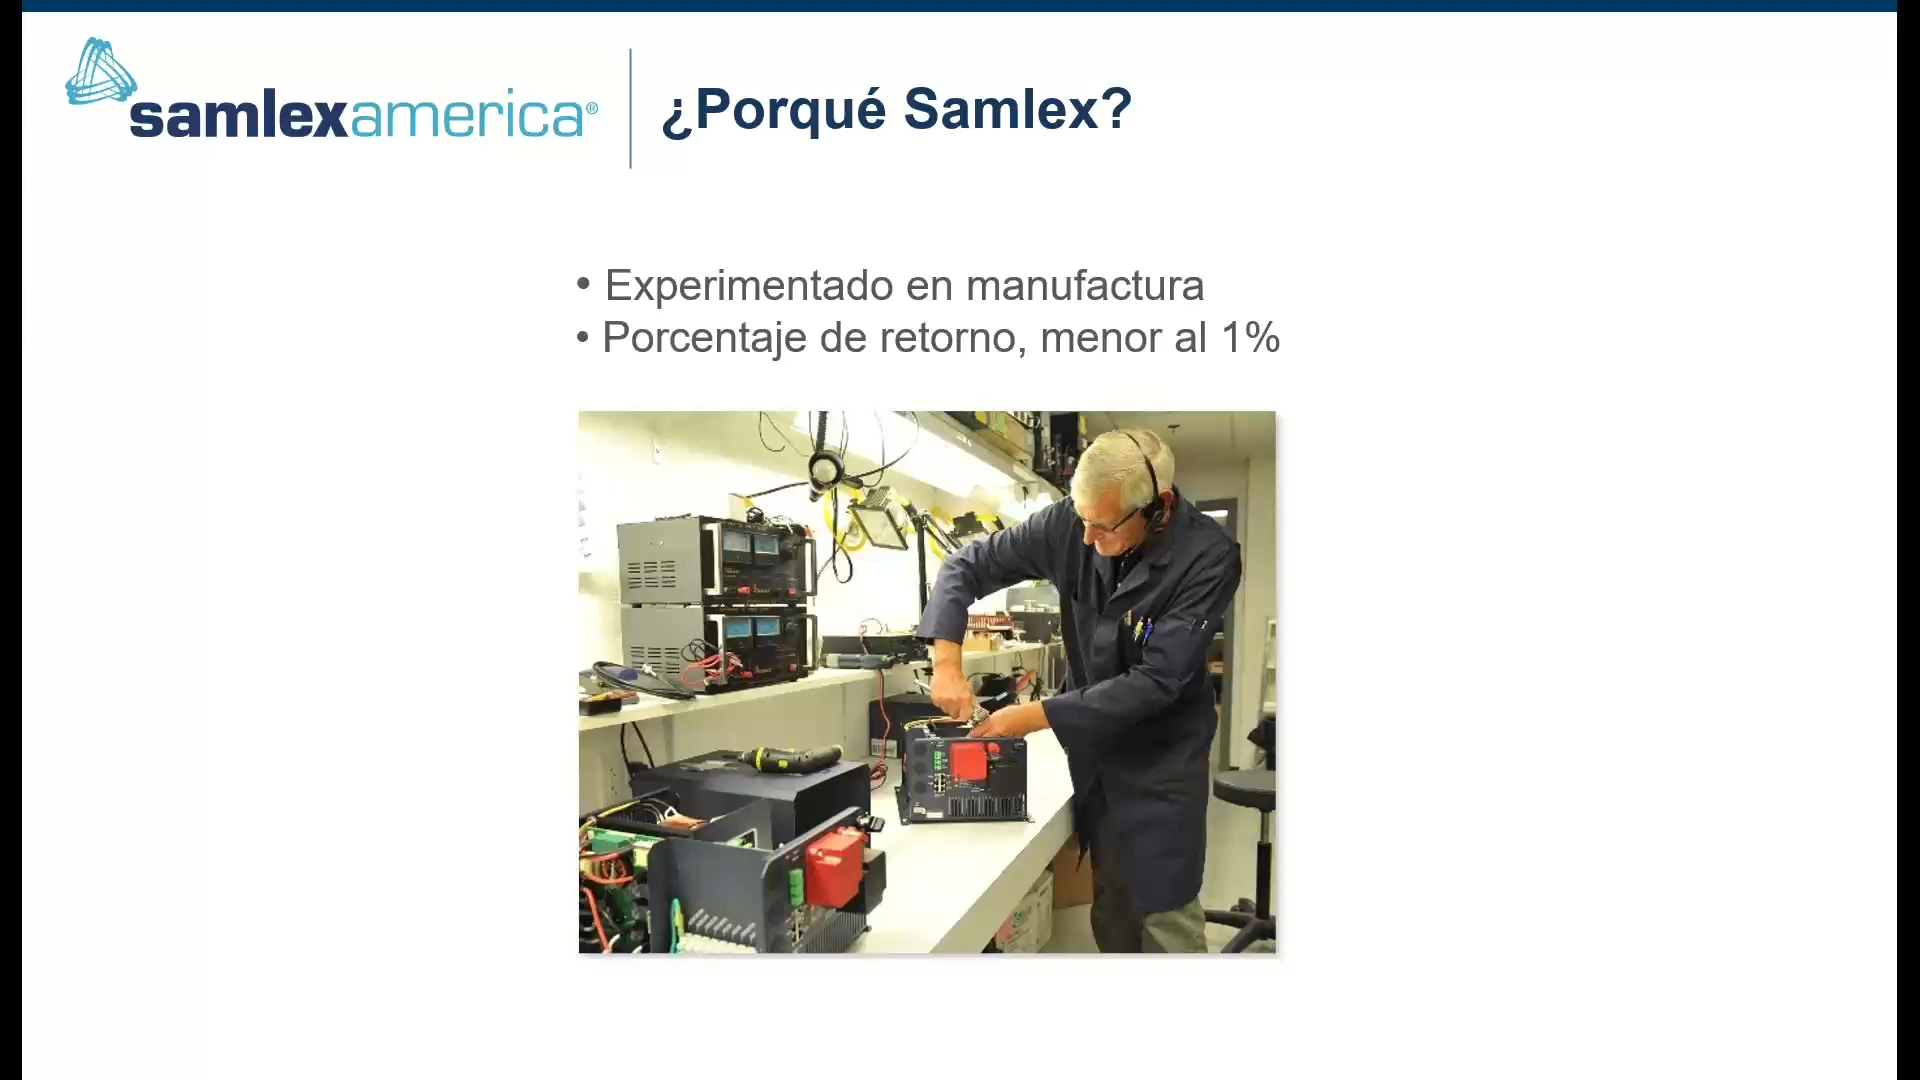 samlexamerica®
¿Porqué Samlex?
• Experimentado en manufactura
• Porcentaje de retorno, menor al 1%